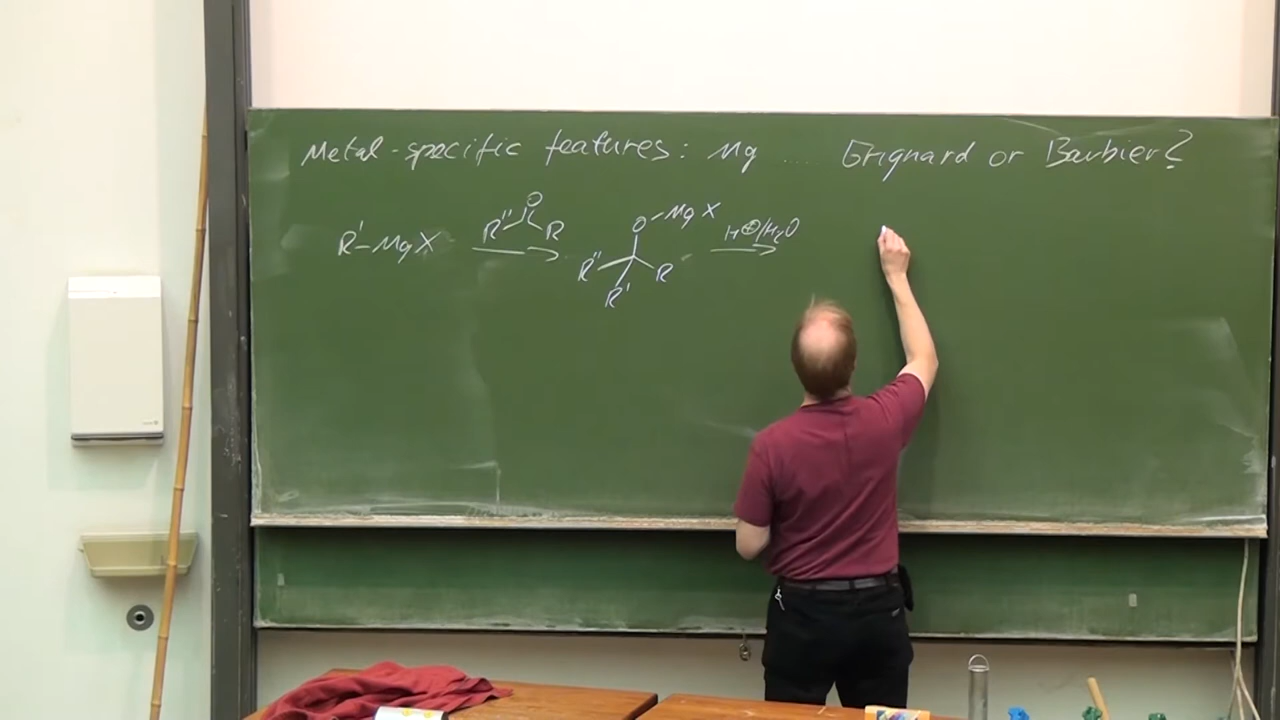 Metal-specific features: Mg ..... Grignard or Barbier?
O
R'-MgX R'' R O-MgX H⊕/H2O
R'' R
R'